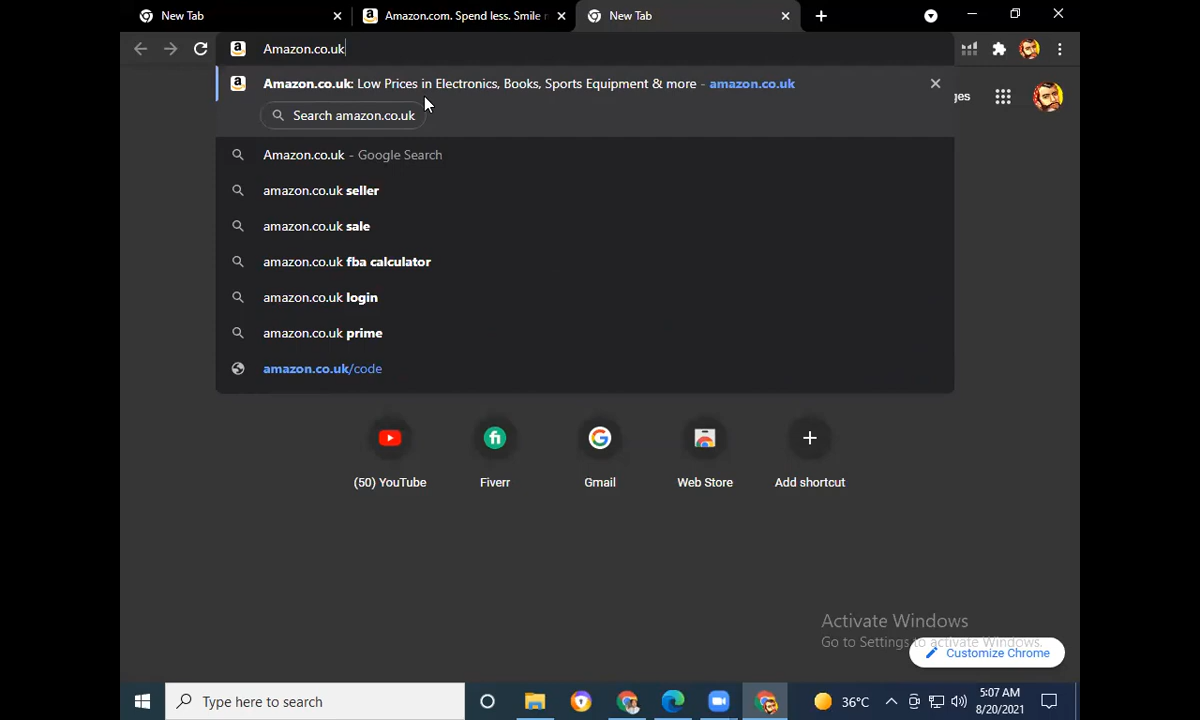 New Tab
Amazon.com. Spend less. Smile
New Tab
Amazon.co.uk
Amazon.co.uk: Low Prices in Electronics, Books, Sports Equipment & more - amazon.co.uk
Search amazon.co.uk
ges
Amazon.co.uk - Google Search
amazon.co.uk seller
amazon.co.uk sale
amazon.co.uk fba calculator
amazon.co.uk login
amazon.co.uk prime
amazon.co.uk/code
(50) YouTube
Fiverr
Gmail
Web Store
Add shortcut
Activate Windows
Go to Settings to activate Windows.
Customize Chrome
Type here to search
36°C
5:07 AM
8/20/2021